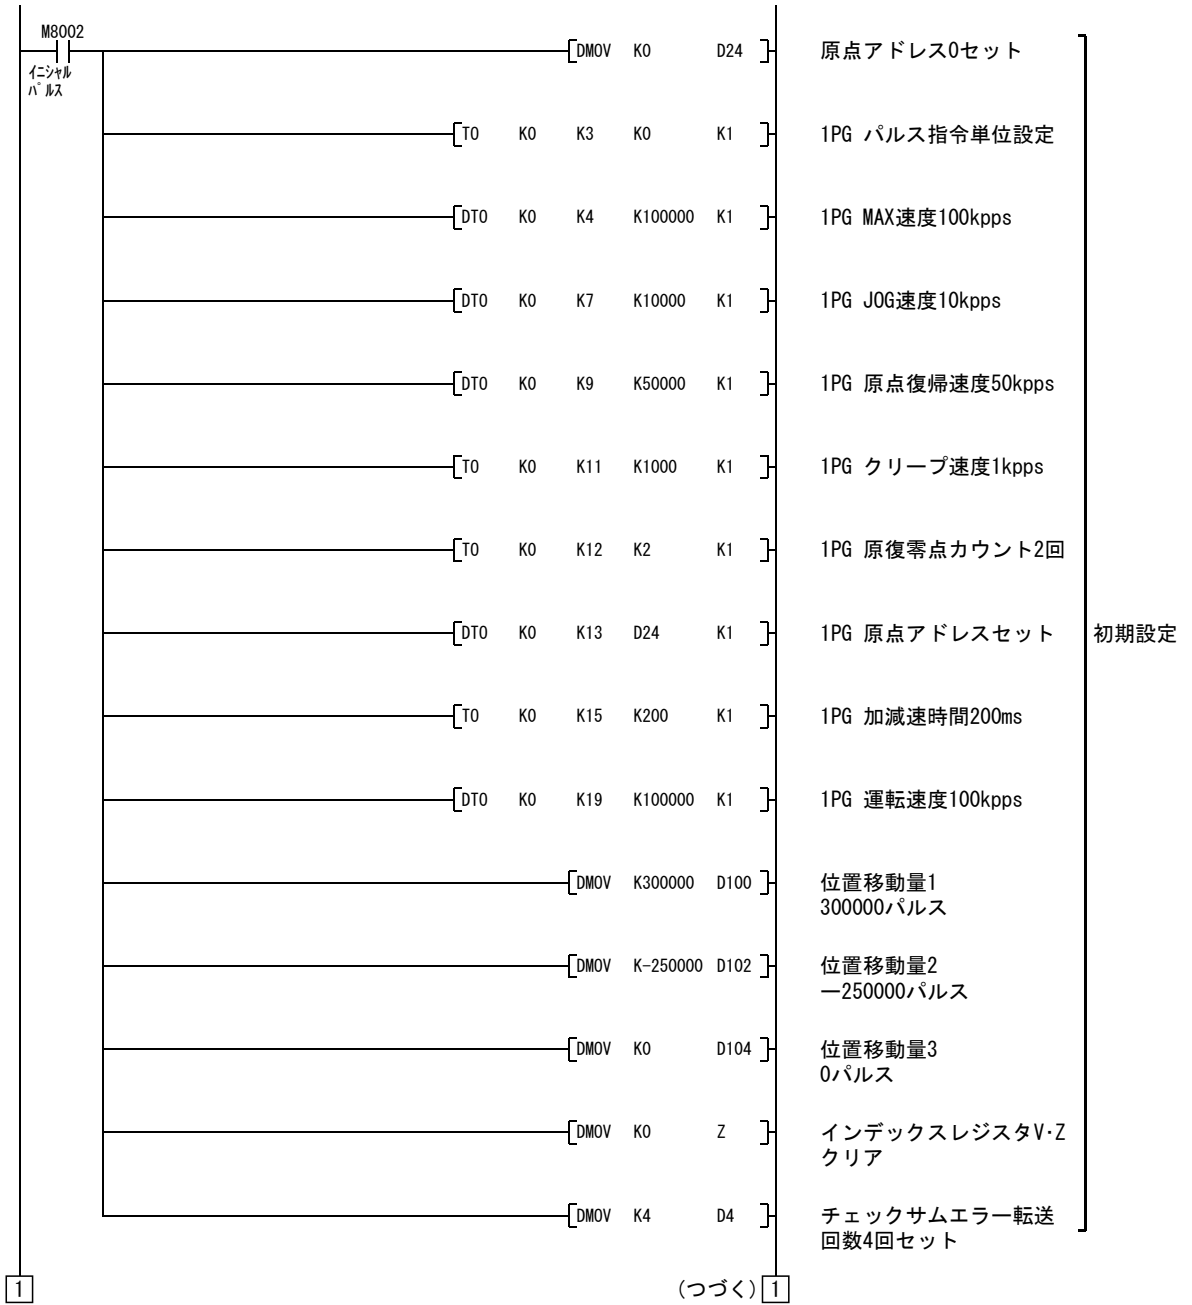 M8002
イニシャル
パルス
DMOV K0 D24 原点アドレス0セット
TO K0 K3 K0 K1 1PG パルス指令単位設定
DTO K0 K4 K100000 K1 1PG MAX速度100kpps
DTO K0 K7 K10000 K1 1PG JOG速度10kpps
DTO K0 K9 K50000 K1 1PG 原点復帰速度50kpps
TO K0 K11 K1000 K1 1PG クリープ速度1kpps
TO K0 K12 K2 K1 1PG 原復零点カウント2回
DTO K0 K13 D24 K1 1PG 原点アドレスセット
初期設定
TO K0 K15 K200 K1 1PG 加減速時間200ms
DTO K0 K19 K100000 K1 1PG 運転速度100kpps
DMOV K300000 D100 位置移動量1
300000パルス
DMOV K-250000 D102 位置移動量2
ー250000パルス
DMOV K0 D104 位置移動量3
0パルス
DMOV K0 Z インデックスレジスタV・Z
クリア
DMOV K4 D4 チェックサムエラー転送
回数4回セット
1 (つづく) 1